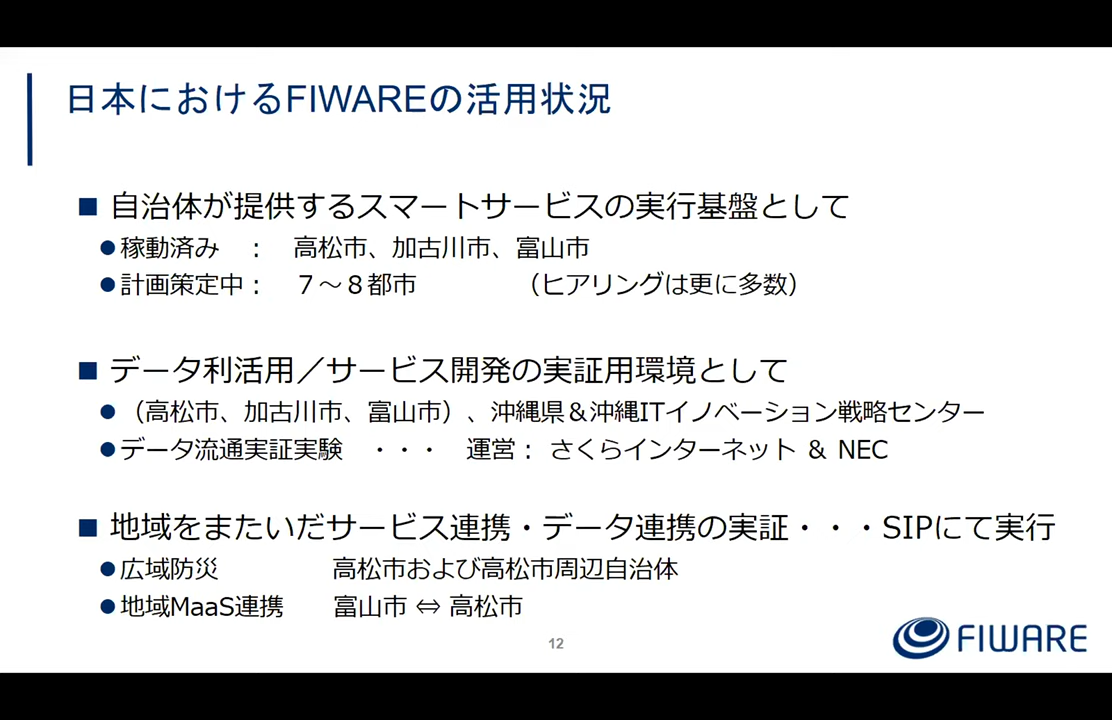 日本におけるFIWAREの活用状況
■ 自治体が提供するスマートサービスの実行基盤として
●稼動済み ： 高松市、加古川市、富山市
●計画策定中： ７～８都市 （ヒアリングは更に多数）
■ データ利活用／サービス開発の実証用環境として
●（高松市、加古川市、富山市）、沖縄県＆沖縄ITイノベーション戦略センター
●データ流通実証実験 ・・・ 運営： さくらインターネット ＆ NEC
■ 地域をまたいだサービス連携・データ連携の実証・・・SIPにて実行
●広域防災 高松市および高松市周辺自治体
●地域MaaS連携 富山市 ⇔ 高松市
12
FIWARE